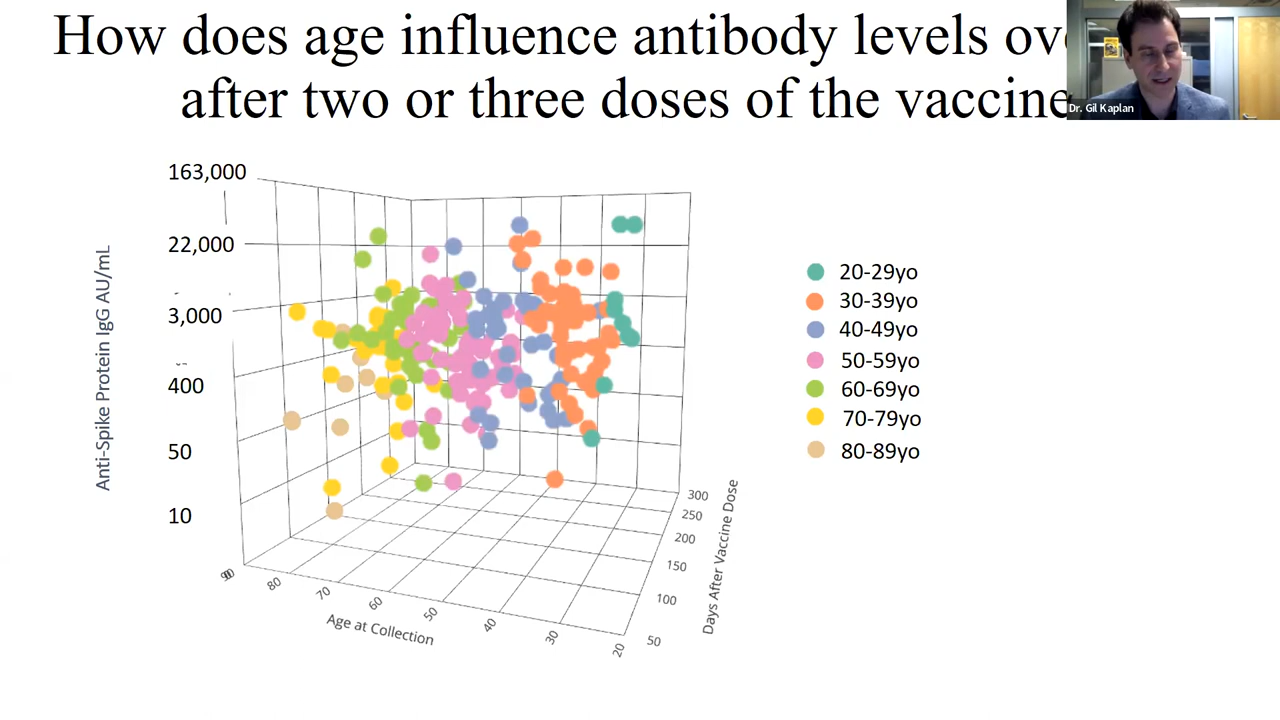 How does age influence antibody levels ov
after two or three doses of the vaccine
Dr. Gil Kaplan
163,000
22,000
3,000
400
50
10
Anti-Spike Protein IgG AU/mL
90
80
70
60
50
40
30
20
Age at Collection
300
250
200
150
100
50
Days After Vaccine Dose
20-29yo
30-39yo
40-49yo
50-59yo
60-69yo
70-79yo
80-89yo